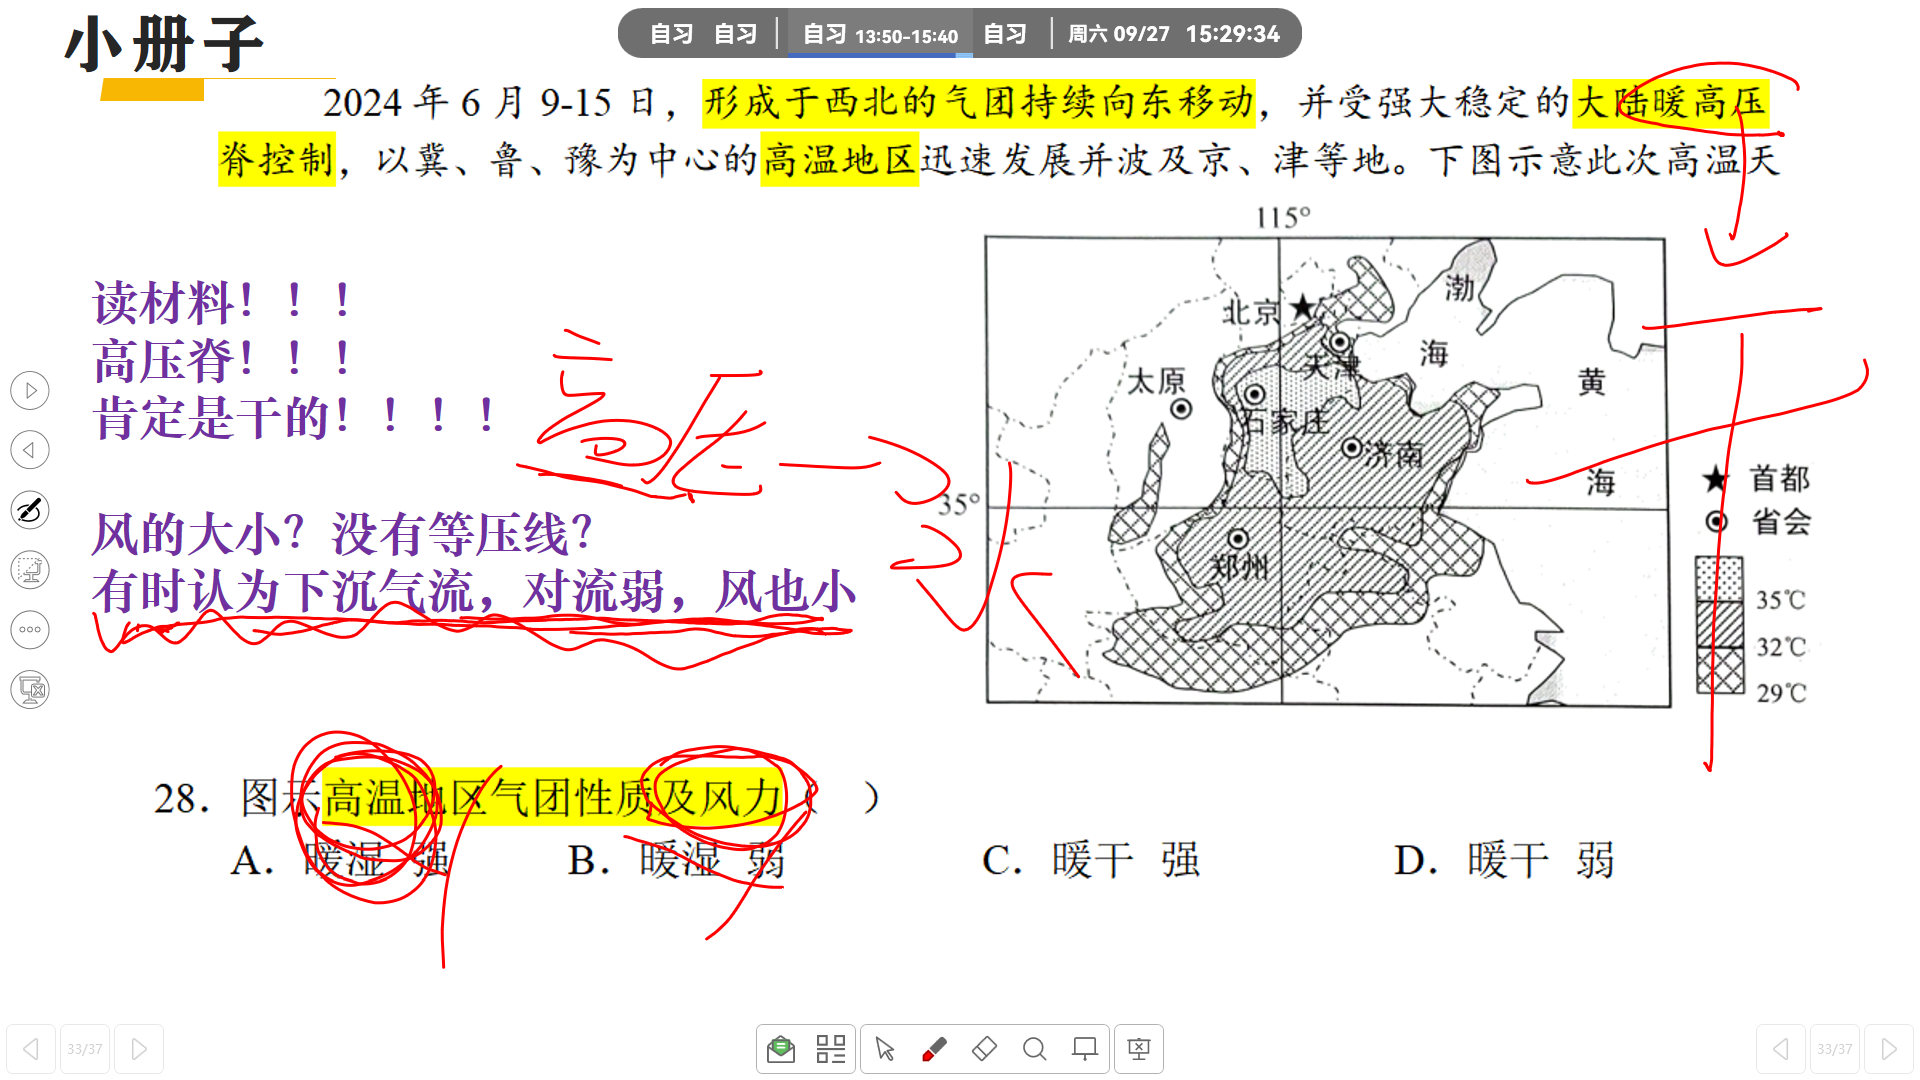 小册子
自习 自习 自习 13:50-15:40 自习 周六 09/27 15:29:34
2024年6月9-15日，形成于西北的气团持续向东移动，并受强大稳定的大陆暖高压
脊控制，以冀、鲁、豫为中心的高温地区迅速发展并波及京、津等地。下图示意此次高温天
读材料！！！
高压脊！！！
肯定是干的！！！！
高压
风的大小？没有等压线？
有时认为下沉气流，对流弱，风也小
115°
35°
北京
渤
海
天津
太原
黄
石家庄
济南
海
郑州
首都
省会
35℃
32℃
29℃
28．图示高温地区气团性质及风力（　）
A．暖湿 强 B．暖湿 弱 C．暖干 强 D．暖干 弱
33/37 33/37